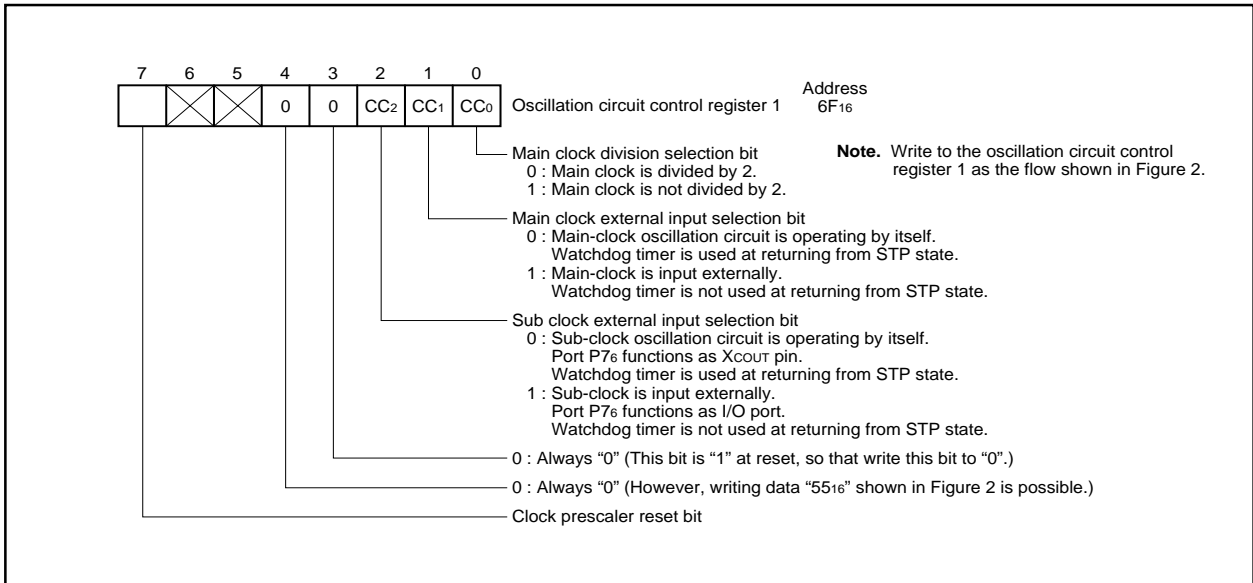 7 6 5 4 3 2 1 0
0 0 CC2 CC1 CC0 Oscillation circuit control register 1
Address
6F16
Note. Write to the oscillation circuit control
register 1 as the flow shown in Figure 2.
Main clock division selection bit
0 : Main clock is divided by 2.
1 : Main clock is not divided by 2.
Main clock external input selection bit
0 : Main-clock oscillation circuit is operating by itself.
Watchdog timer is used at returning from STP state.
1 : Main-clock is input externally.
Watchdog timer is not used at returning from STP state.
Sub clock external input selection bit
0 : Sub-clock oscillation circuit is operating by itself.
Port P76 functions as XCOUT pin.
Watchdog timer is used at returning from STP state.
1 : Sub-clock is input externally.
Port P76 functions as I/O port.
Watchdog timer is not used at returning from STP state.
0 : Always “0” (This bit is “1” at reset, so that write this bit to “0”.)
0 : Always “0” (However, writing data “5516” shown in Figure 2 is possible.)
Clock prescaler reset bit